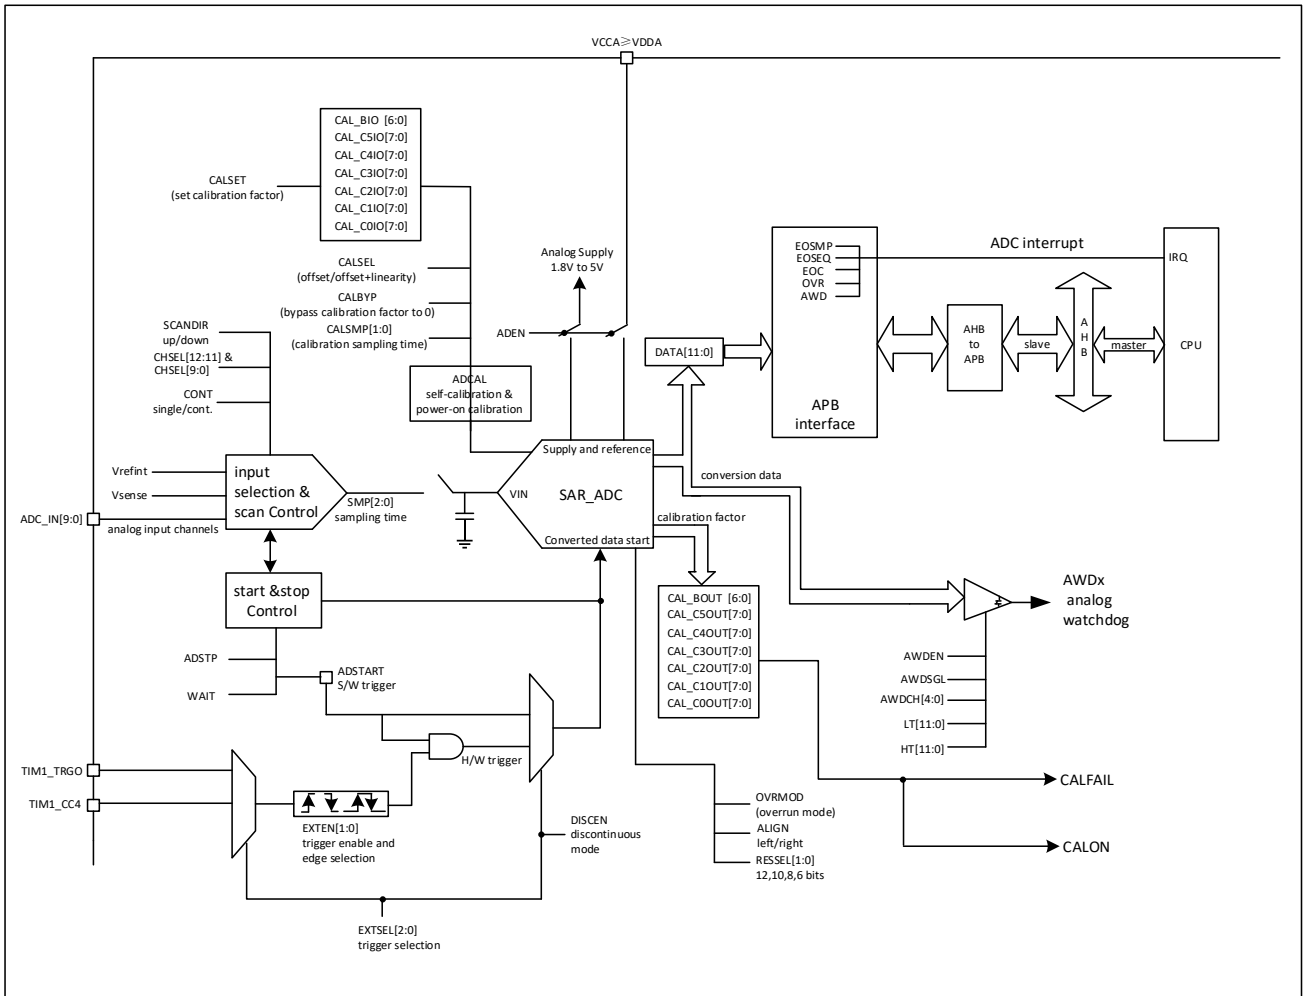 VCCA≥VDDA
CAL_BIO [6:0]
CAL_C5IO[7:0]
CAL_C4IO[7:0]
CAL_C3IO[7:0]
CAL_C2IO[7:0]
CAL_C1IO[7:0]
CAL_C0IO[7:0]
CALSET
(set calibration factor)
CALSEL
(offset/offset+linearity)
CALBYP
(bypass calibration factor to 0)
CALSMP[1:0]
(calibration sampling time)
Analog Supply
1.8V to 5V
ADEN
ADCAL
self-calibration &
power-on calibration
SCANDIR
up/down
CHSEL[12:11] &
CHSEL[9:0]
CONT
single/cont.
Vrefint
Vsense
ADC_IN[9:0]
analog input channels
input
selection &
scan Control
SMP[2:0]
sampling time
VIN
Supply and reference
SAR_ADC
Converted data start
DATA[11:0]
EOSMP
EOSEQ
EOC
OVR
AWD
APB
interface
ADC interrupt
AHB
to
APB
slave
A
H
B
master
IRQ
CPU
conversion data
calibration factor
CAL_BOUT [6:0]
CAL_C5OUT[7:0]
CAL_C4OUT[7:0]
CAL_C3OUT[7:0]
CAL_C2OUT[7:0]
CAL_C1OUT[7:0]
CAL_C0OUT[7:0]
AWDx
analog
watchdog
AWDEN
AWDSGL
AWDCH[4:0]
LT[11:0]
HT[11:0]
start &stop
Control
ADSTP
WAIT
ADSTART
S/W trigger
H/W trigger
TIM1_TRGO
TIM1_CC4
EXTEN[1:0]
trigger enable and
edge selection
DISCEN
discontinuous
mode
EXTSEL[2:0]
trigger selection
OVRMOD
(overrun mode)
ALIGN
left/right
RESSEL[1:0]
12,10,8,6 bits
CALFAIL
CALON